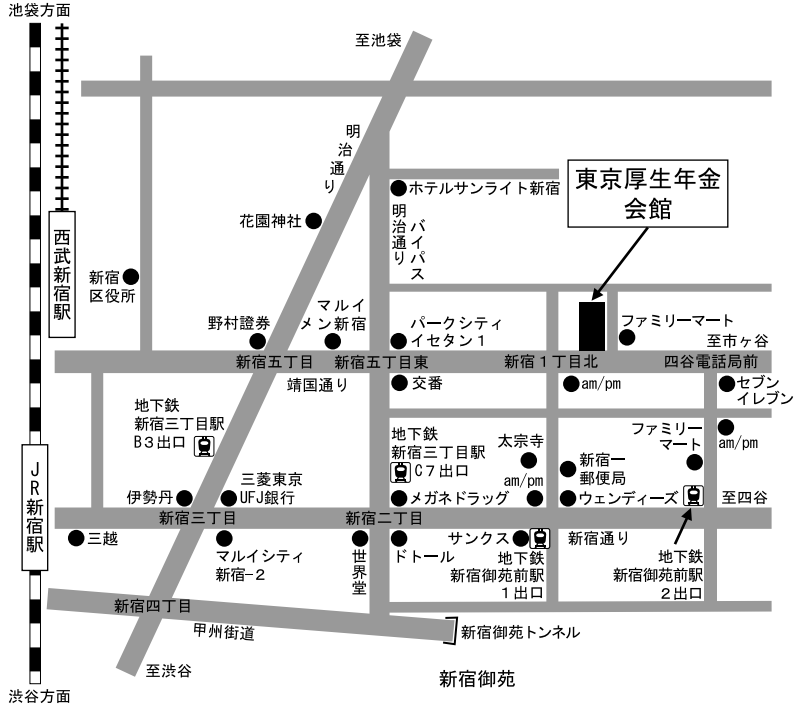 池袋方面
至池袋
明治通り
ホテルサンライト新宿
東京厚生年金
会館
花園神社
明治通り
バイパス
西武新宿駅
新宿
区役所
マルイ
メン新宿
野村證券
パークシティ
イセタン1
ファミリーマート
至市ヶ谷
新宿五丁目
新宿五丁目東
新宿1丁目北
四谷電話局前
靖国通り
交番
am/pm
セブン
イレブン
地下鉄
新宿三丁目駅
B3出口
地下鉄
新宿三丁目駅
C7出口
太宗寺
ファミリー
マート
am/pm
新宿一
郵便局
am/pm
三菱東京
UFJ銀行
伊勢丹
メガネドラッグ
ウェンディーズ
至四谷
JR新宿駅
新宿三丁目
新宿二丁目
三越
マルイシティ
新宿-2
世界堂
ドトール
サンクス
新宿通り
地下鉄
新宿御苑前駅
1出口
地下鉄
新宿御苑前駅
2出口
新宿四丁目
甲州街道
新宿御苑トンネル
至渋谷
新宿御苑
渋谷方面